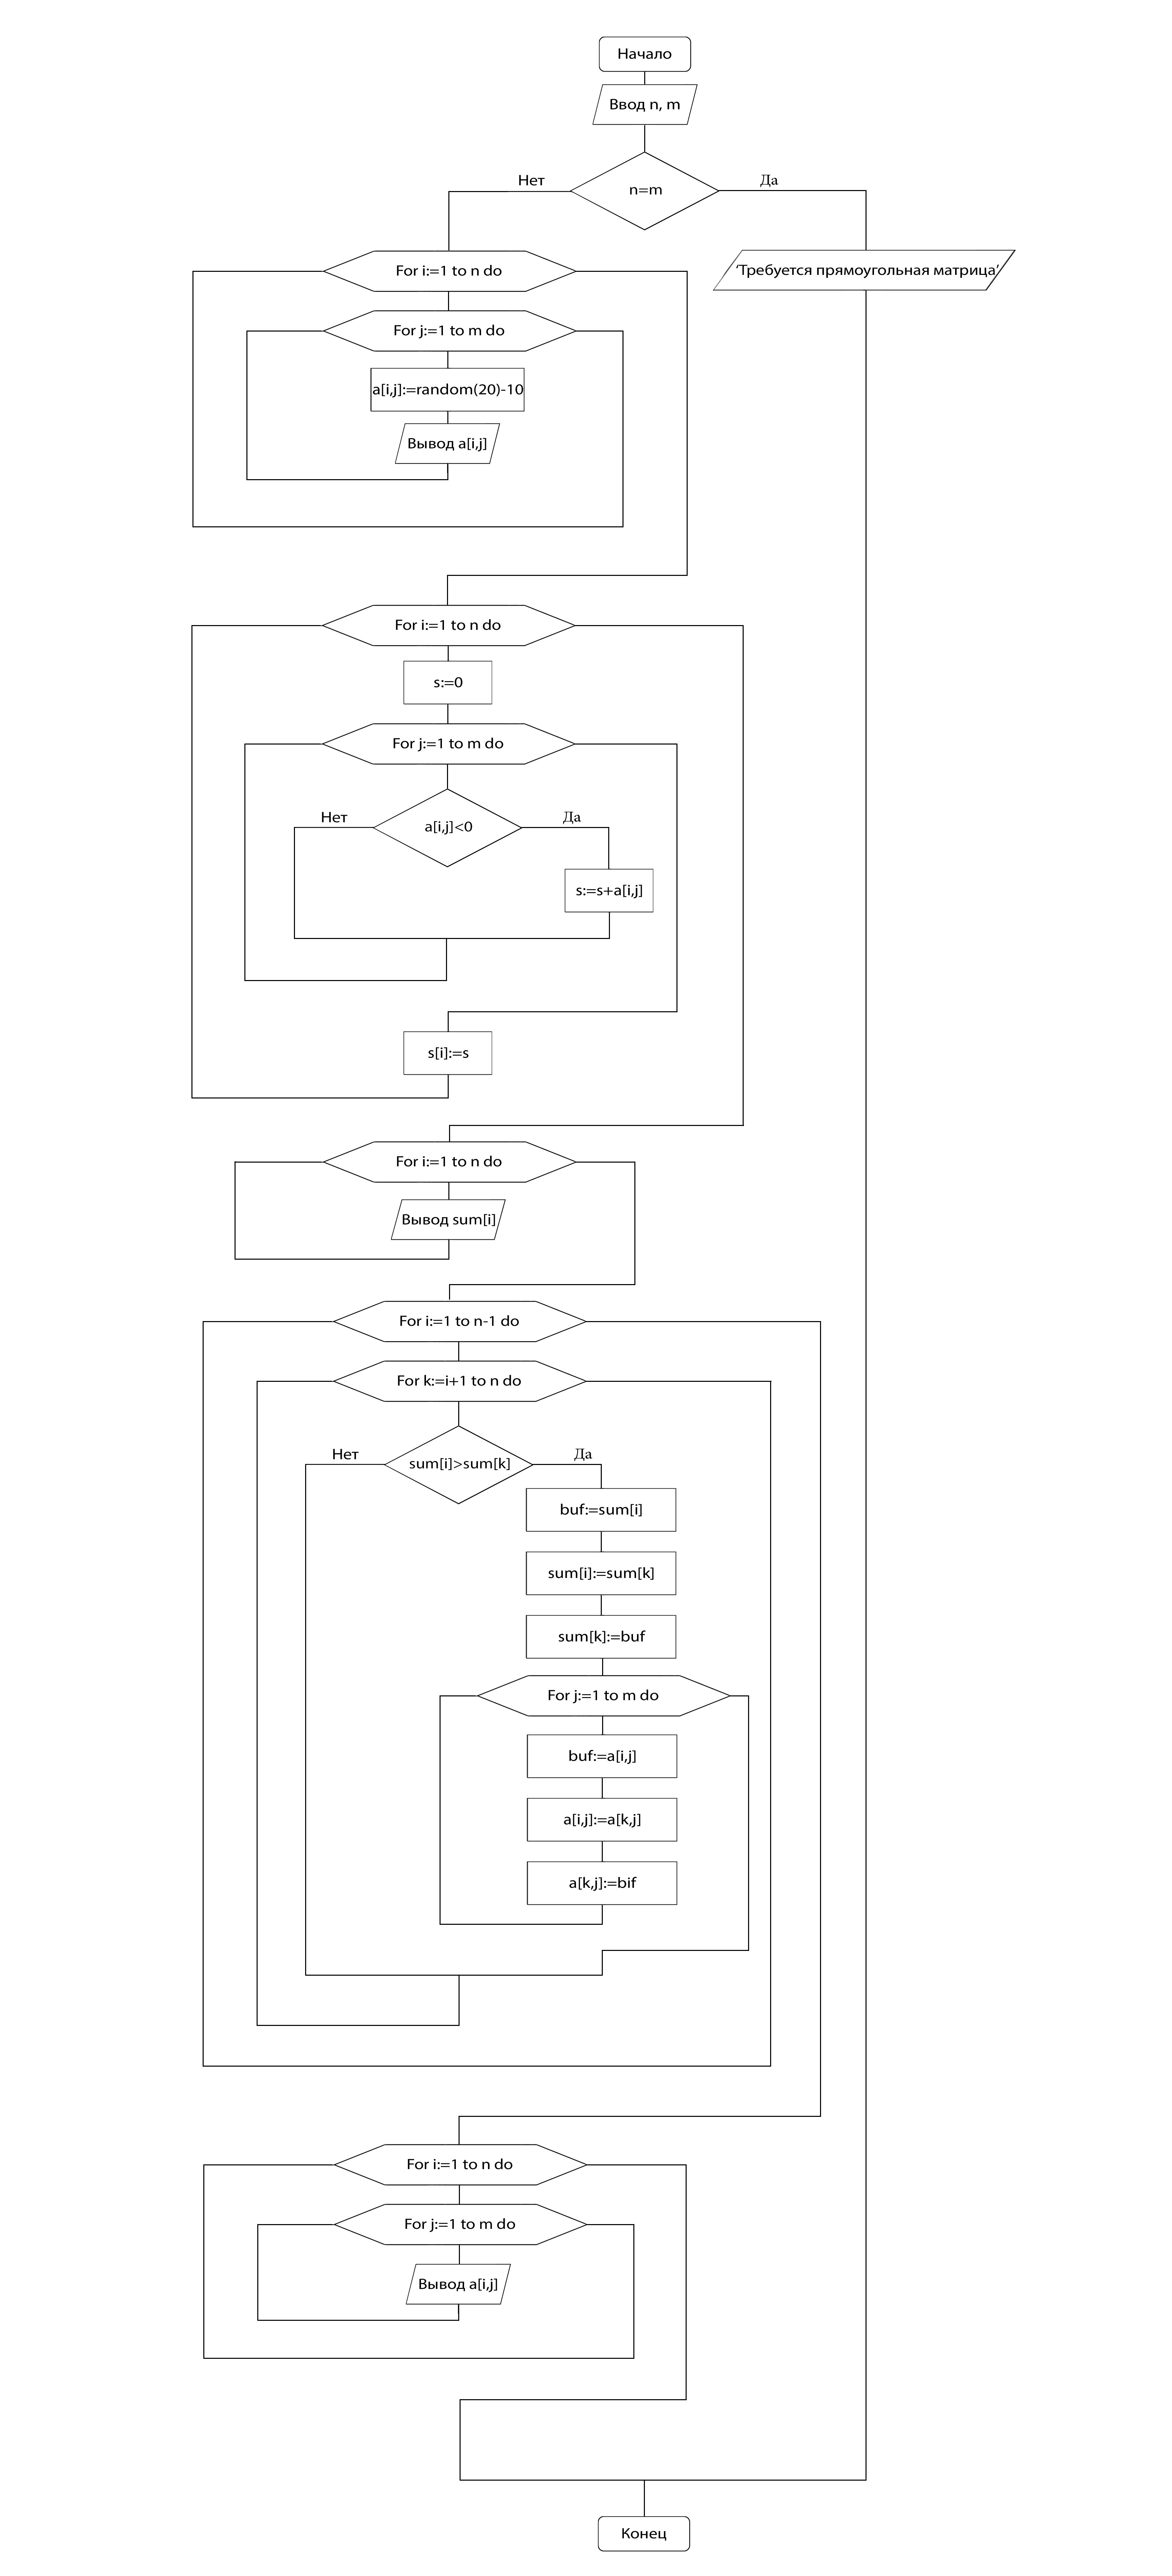 Начало
Ввод n, m
n=m
Нет
Да
For i:=1 to n do
‘Требуется прямоугольная матрица’
For j:=1 to m do
a[i,j]:=random(20)-10
Вывод a[i,j]
For i:=1 to n do
s:=0
For j:=1 to m do
Нет
Да
a[i,j]<0
s:=s+a[i,j]
s[i]:=s
For i:=1 to n do
Вывод sum[i]
For i:=1 to n-1 do
For k:=i+1 to n do
Нет
Да
sum[i]>sum[k]
buf:=sum[i]
sum[i]:=sum[k]
sum[k]:=buf
For j:=1 to m do
buf:=a[i,j]
a[i,j]:=a[k,j]
a[k,j]:=bif
For i:=1 to n do
For j:=1 to m do
Вывод a[i,j]
Конец